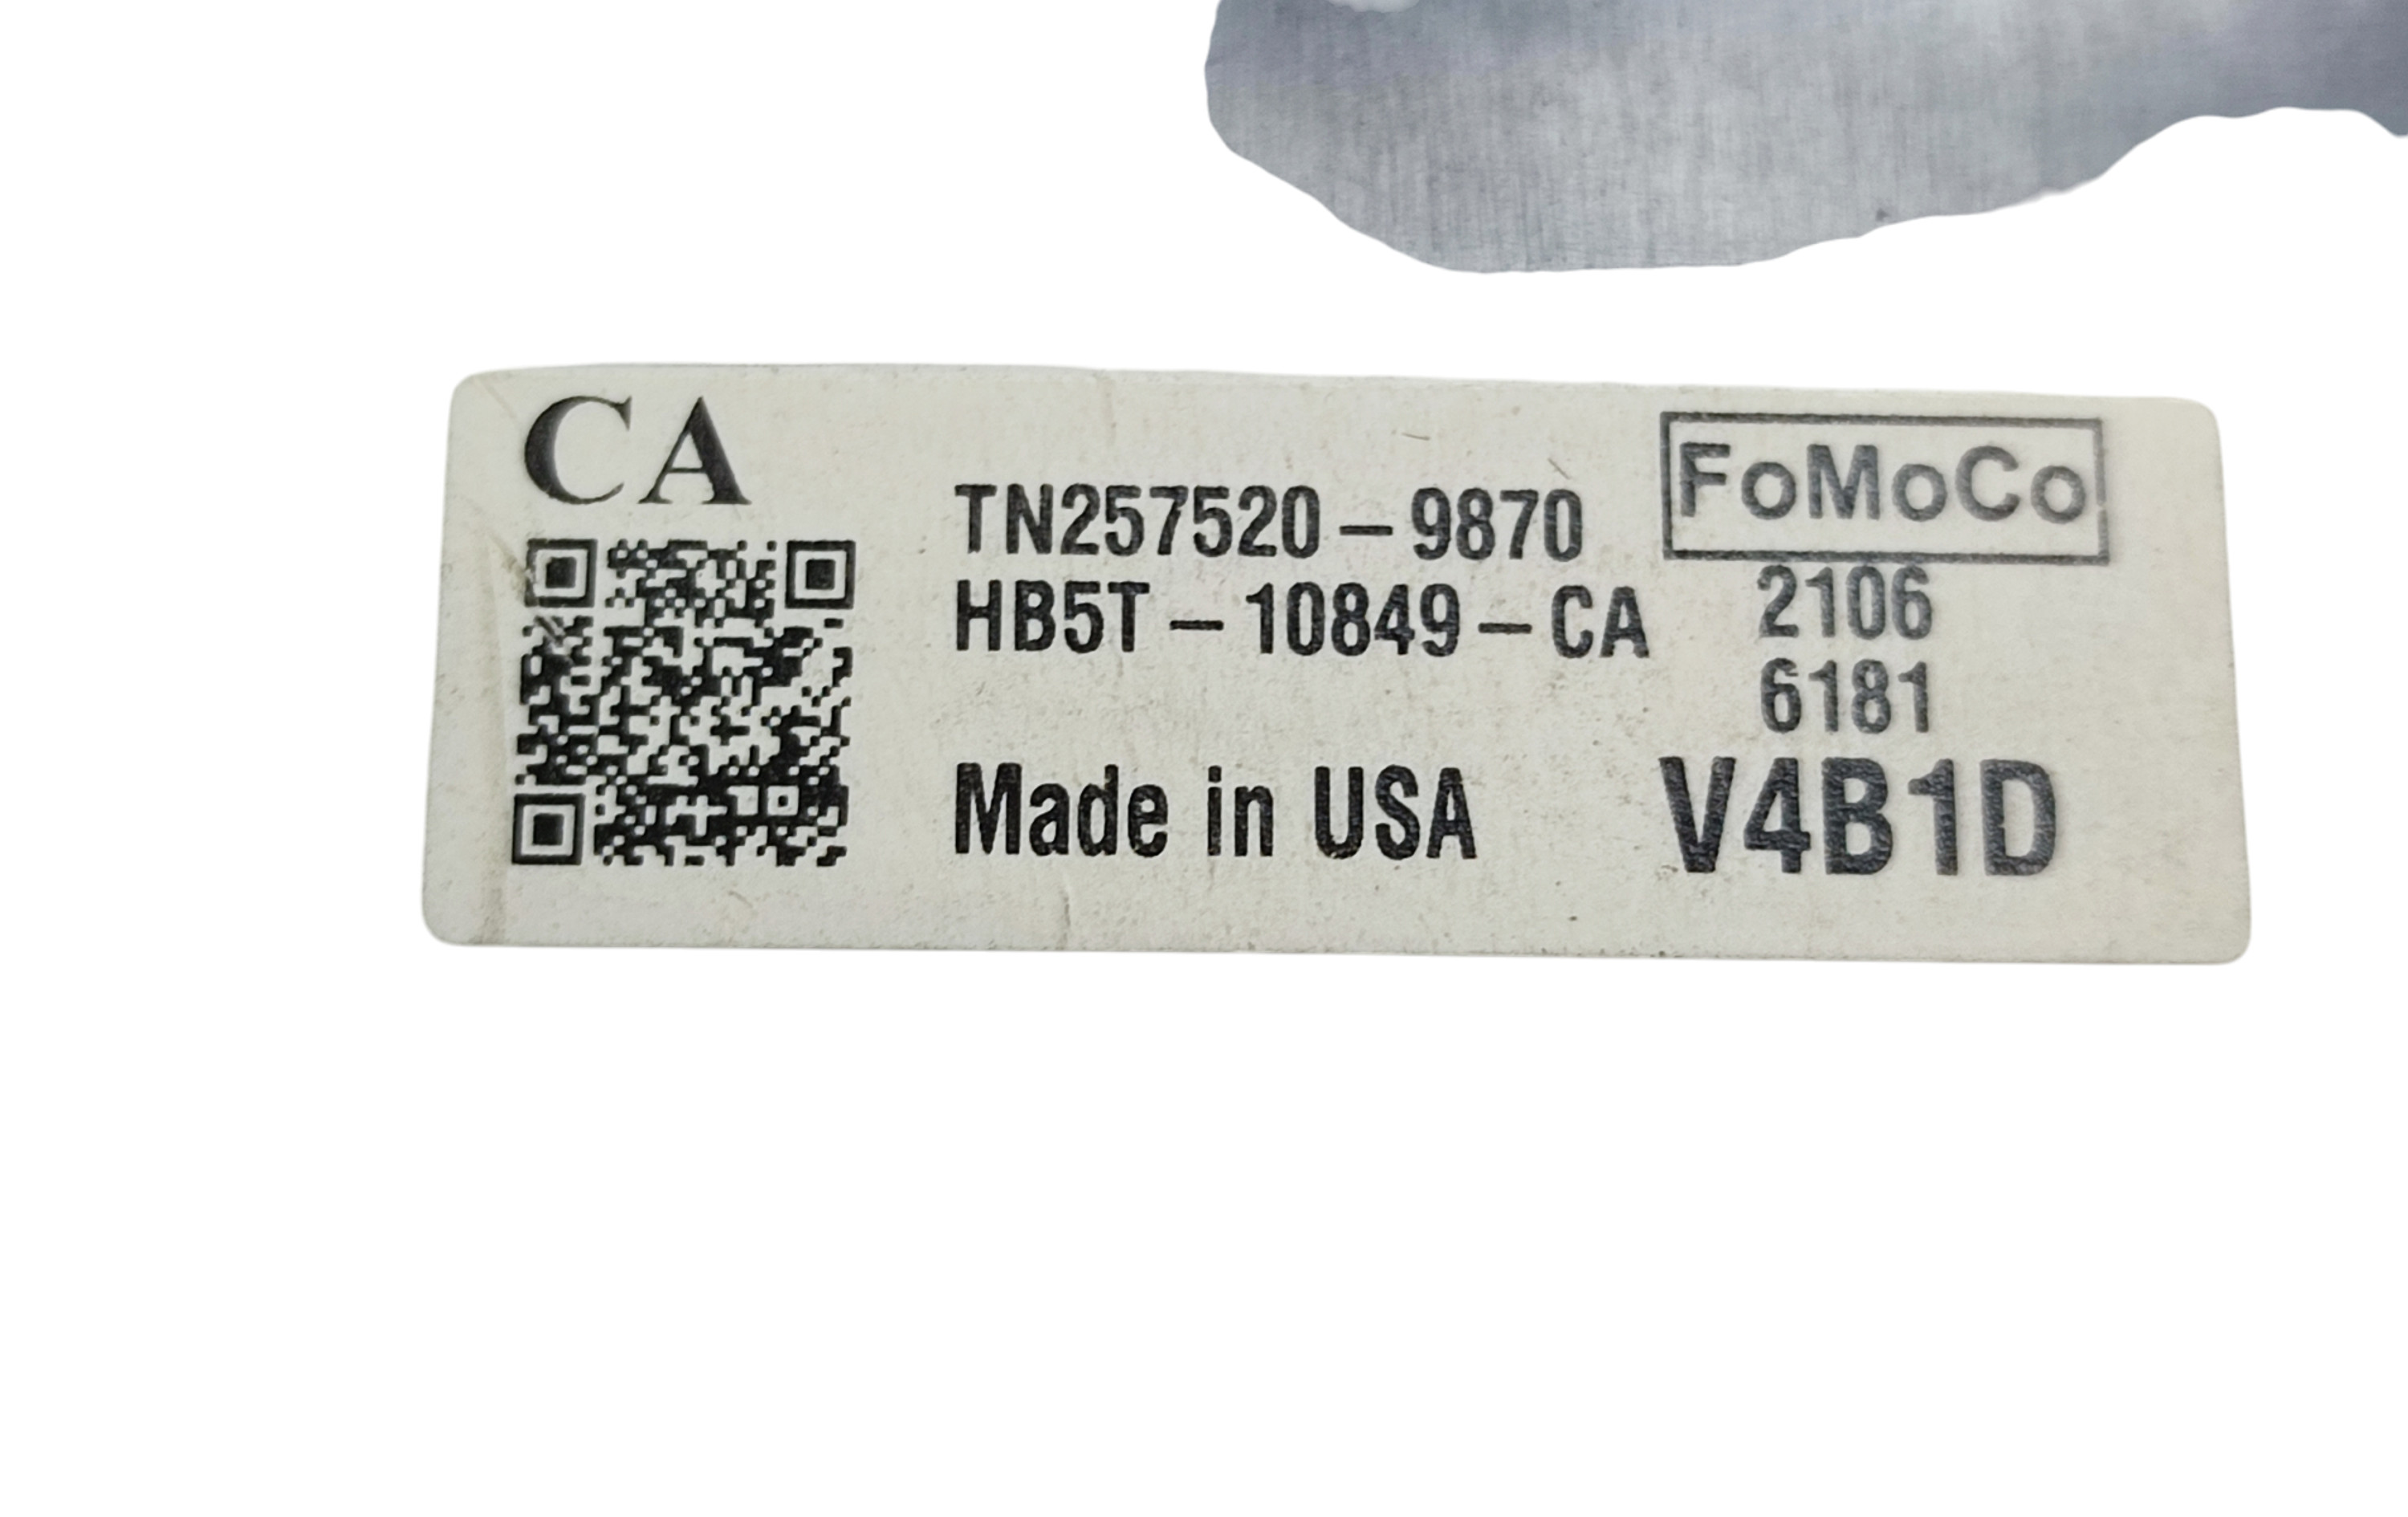 CA
TN257520-9870
HB5T-10849-CA
Made in USA
FoMoCo
2106
6181
V4B1D